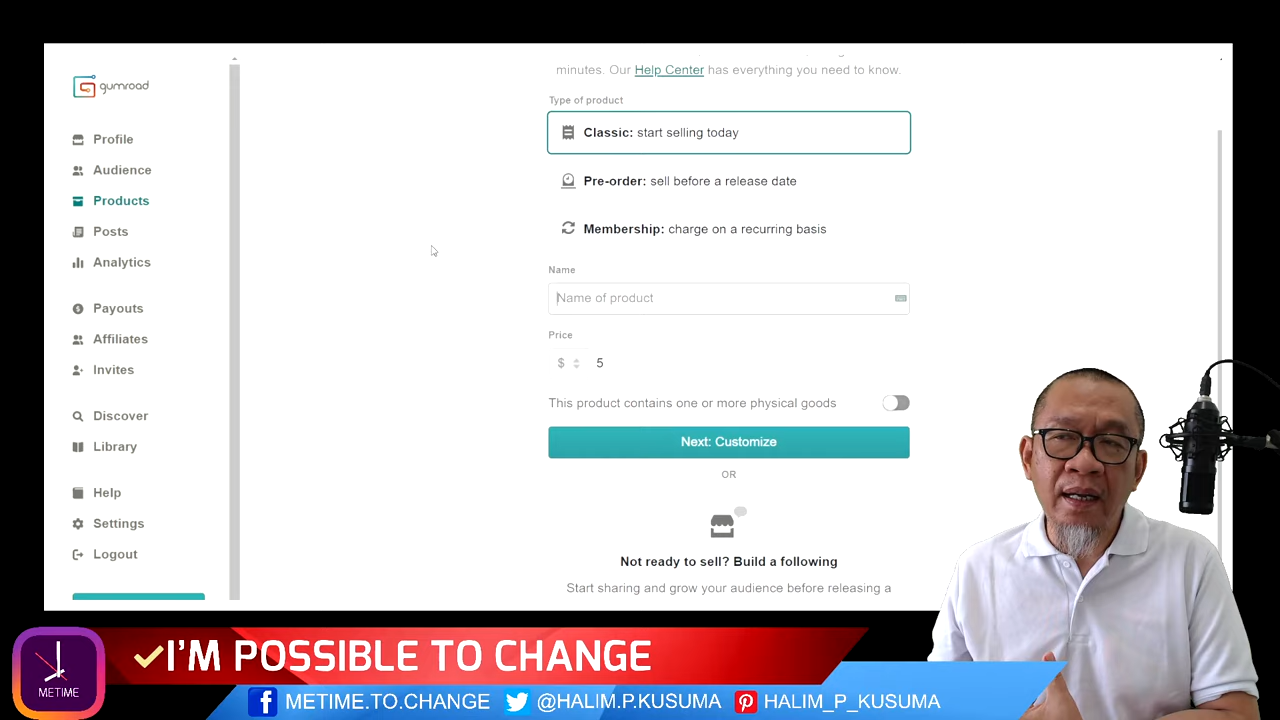 minutes. Our Help Center has everything you need to know.
gumroad
Profile
Audience
Products
Posts
Analytics
Payouts
Affiliates
Invites
Discover
Library
Help
Settings
Logout
Type of product
Classic: start selling today
Pre-order: sell before a release date
Membership: charge on a recurring basis
Name
Name of product
Price
$ 5
This product contains one or more physical goods
Next: Customize
OR
Not ready to sell? Build a following
Start sharing and grow your audience before releasing a
METIME
I'M POSSIBLE TO CHANGE
METIME.TO.CHANGE @HALIM.P.KUSUMA HALIM_P_KUSUMA